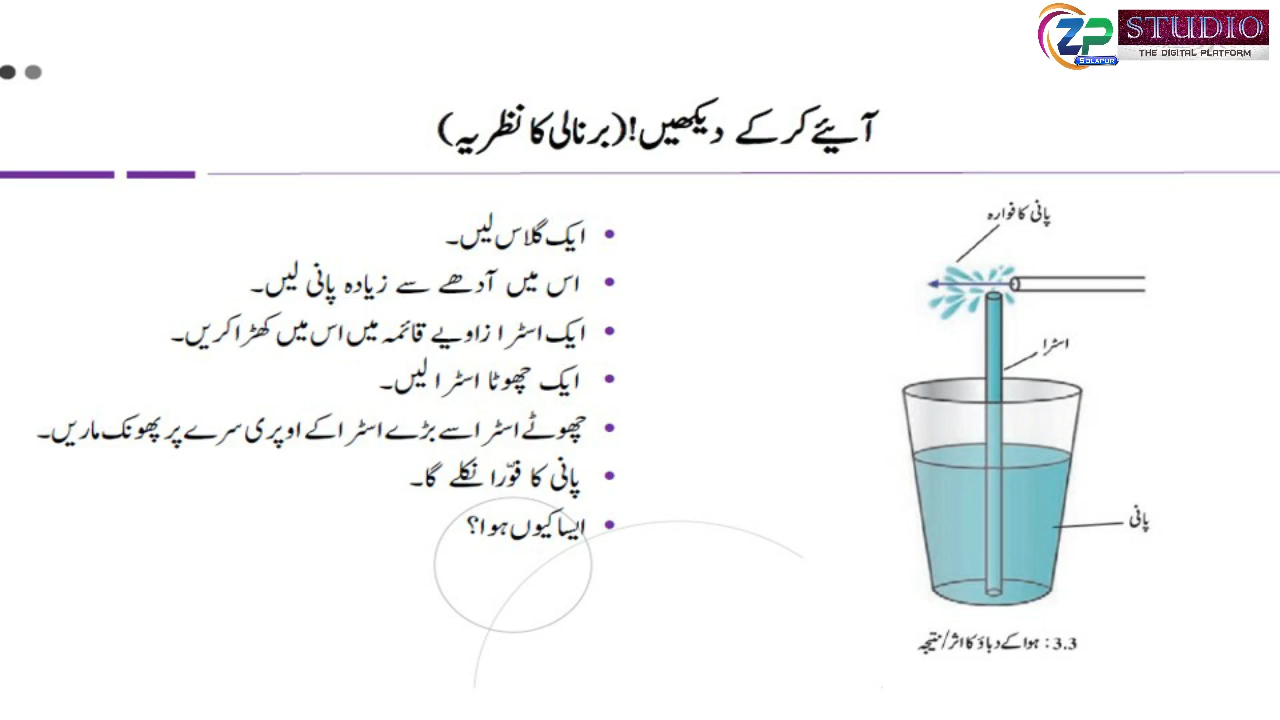 ZP STUDIO
SOLAPUR THE DIGITAL PLATFORM
آیئے کر کے دیکھیں!(برنالی کا نظریہ)
ایک گلاس لیں۔
اس میں آدھے سے زیادہ پانی لیں۔
ایک اسٹرا زاویے قائمہ میں اس میں کھڑا کریں۔
ایک چھوٹا اسٹرا لیں۔
چھوٹے اسٹرا سے بڑے اسٹرا کے اوپری سرے پر پھونک ماریں۔
پانی کا فوّرا نکلے گا۔
ایسا کیوں ہوا؟
پانی کا فوارہ
اسٹرا
پانی
3.3 : ہوا کے دباؤ کا اثر/نتیجہ